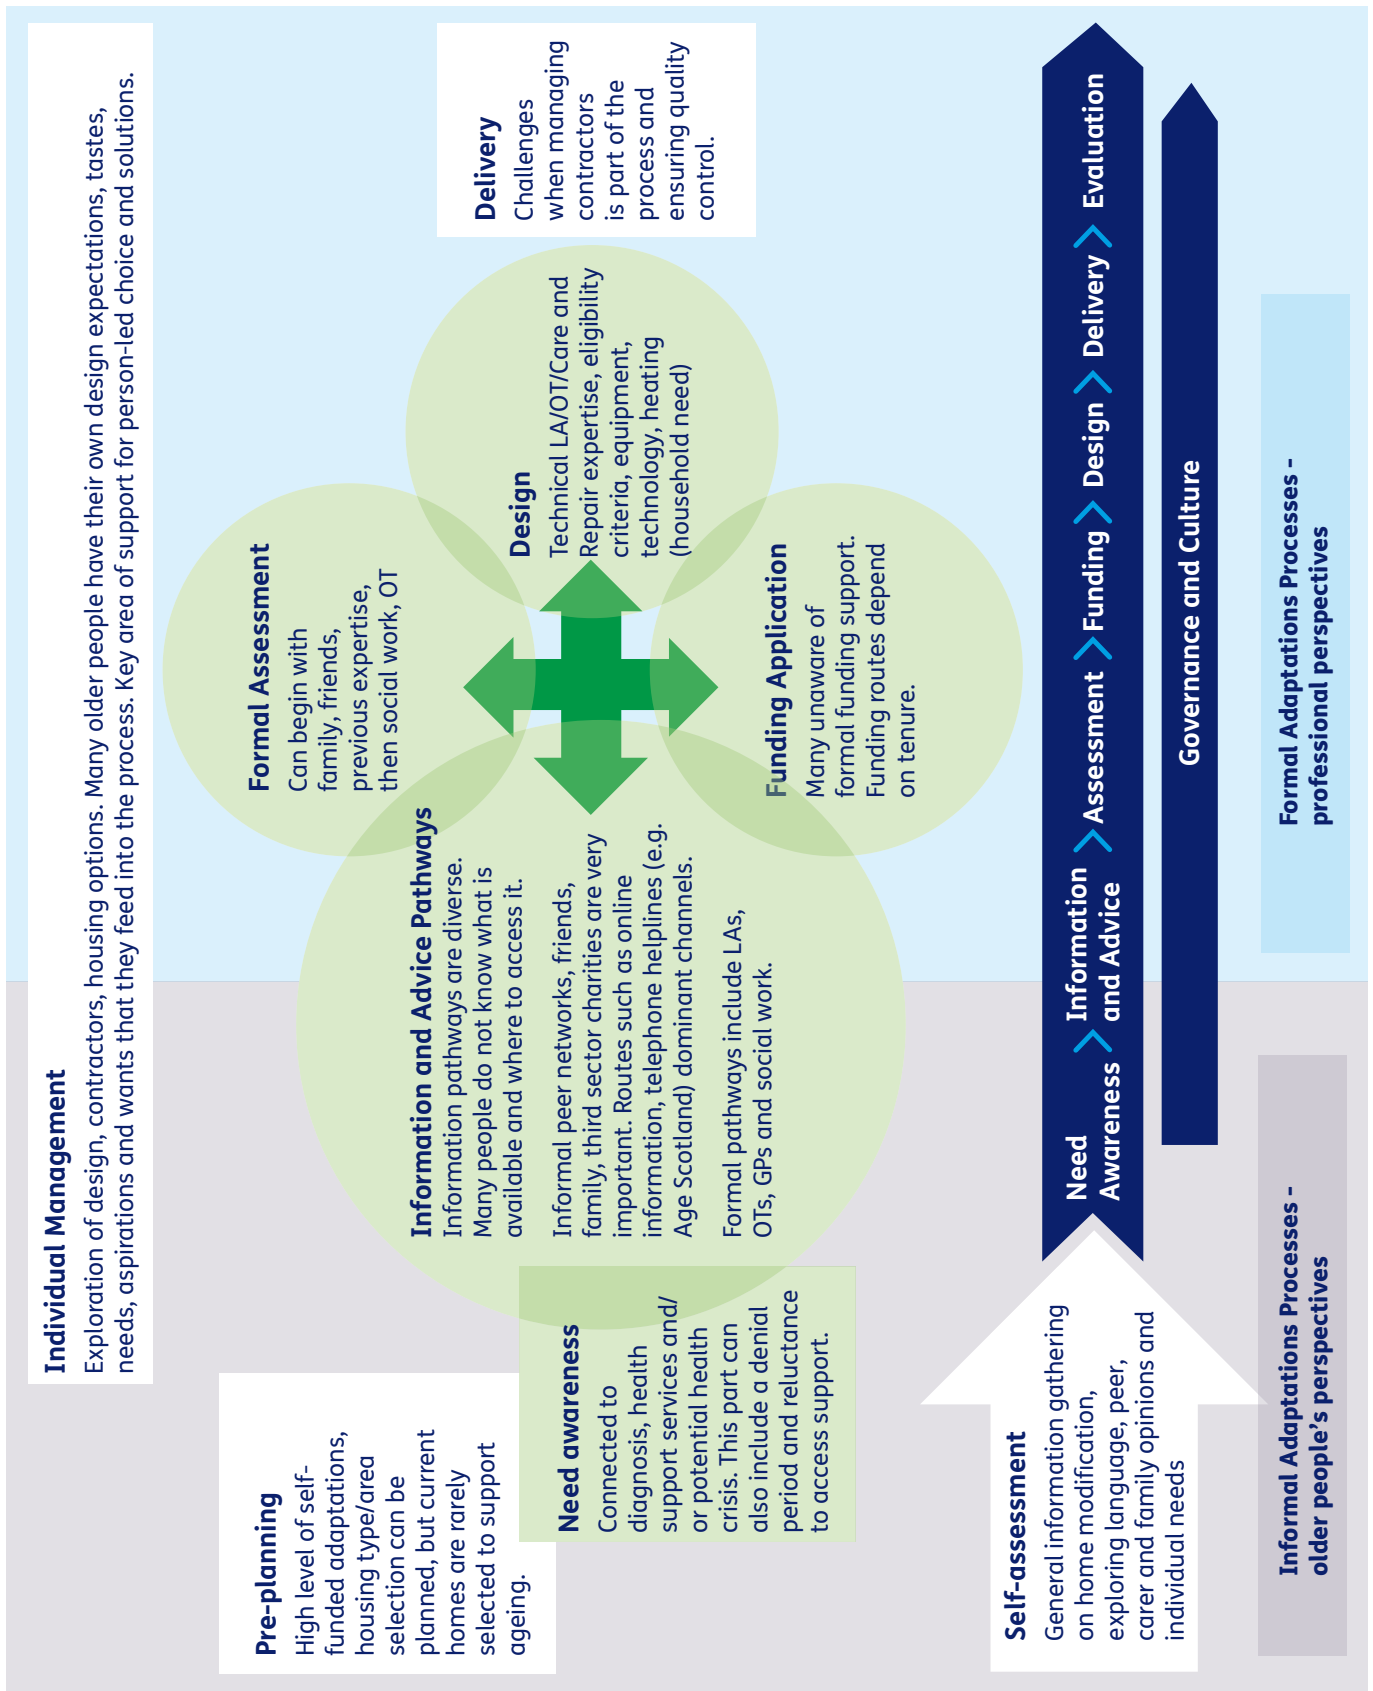 Individual Management
Exploration of design, contractors, housing options. Many older people have their own design expectations, tastes,
needs, aspirations and wants that they feed into the process. Key area of support for person-led choice and solutions.
Pre-planning
High level of self-
funded adaptations,
housing type/area
selection can be
planned, but current
homes are rarely
selected to support
ageing.
Need awareness
Connected to
diagnosis, health
support services and/
or potential health
crisis. This part can
also include a denial
period and reluctance
to access support.
Information and Advice Pathways
Information pathways are diverse.
Many people do not know what is
available and where to access it.
Informal peer networks, friends,
family, third sector charities are very
important. Routes such as online
information, telephone helplines (e.g.
Age Scotland) dominant channels.
Formal pathways include LAs,
OTs, GPs and social work.
Formal Assessment
Can begin with
family, friends,
previous expertise,
then social work, OT
Design
Technical LA/OT/Care and
Repair expertise, eligibility
criteria, equipment,
technology, heating
(household need)
Funding Application
Many unaware of
formal funding support.
Funding routes depend
on tenure.
Delivery
Challenges
when managing
contractors
is part of the
process and
ensuring quality
control.
Self-assessment
General information gathering
on home modification,
exploring language, peer,
carer and family opinions and
individual needs
Need
Awareness
Information
and Advice
Assessment
Funding
Design
Delivery
Evaluation
Governance and Culture
Informal Adaptations Processes –
older people’s perspectives
Formal Adaptations Processes –
professional perspectives